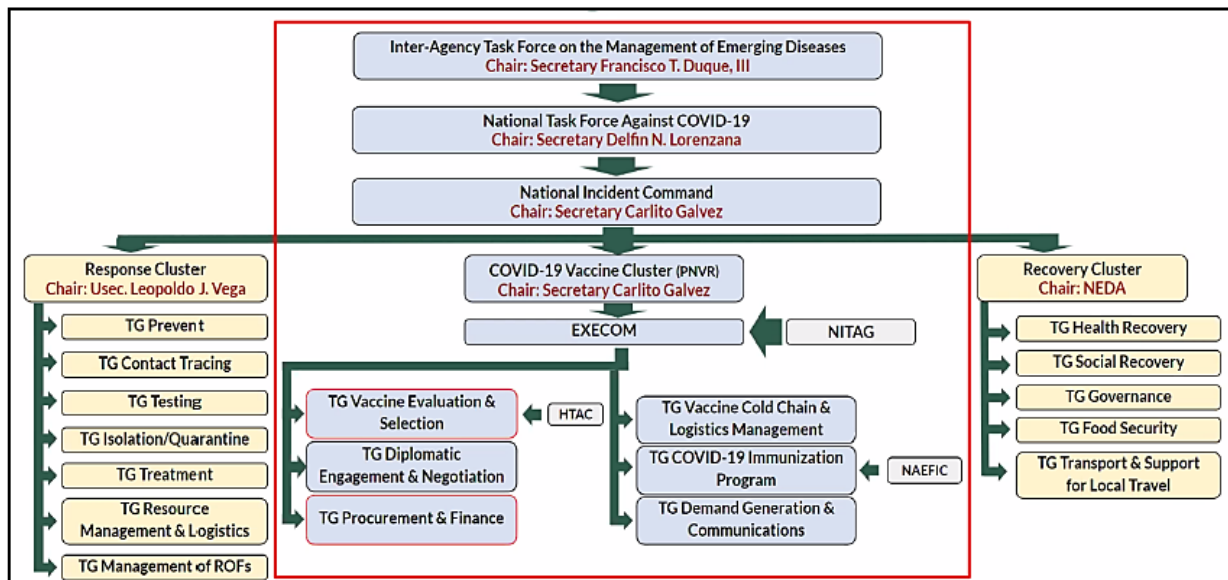 Inter-Agency Task Force on the Management of Emerging Diseases
Chair: Secretary Francisco T. Duque, III
National Task Force Against COVID-19
Chair: Secretary Delfin N. Lorenzana
National Incident Command
Chair: Secretary Carlito Galvez
Response Cluster
Chair: Usec. Leopoldo J. Vega
TG Prevent
TG Contact Tracing
TG Testing
TG Isolation/Quarantine
TG Treatment
TG Resource
Management & Logistics
TG Management of ROFs
COVID-19 Vaccine Cluster (PNVR)
Chair: Secretary Carlito Galvez
EXECOM
NITAG
TG Vaccine Evaluation &
Selection
HTAC
TG Diplomatic
Engagement & Negotiation
TG Procurement & Finance
TG Vaccine Cold Chain &
Logistics Management
TG COVID-19 Immunization
Program
NAEFIC
TG Demand Generation &
Communications
Recovery Cluster
Chair: NEDA
TG Health Recovery
TG Social Recovery
TG Governance
TG Food Security
TG Transport & Support
for Local Travel